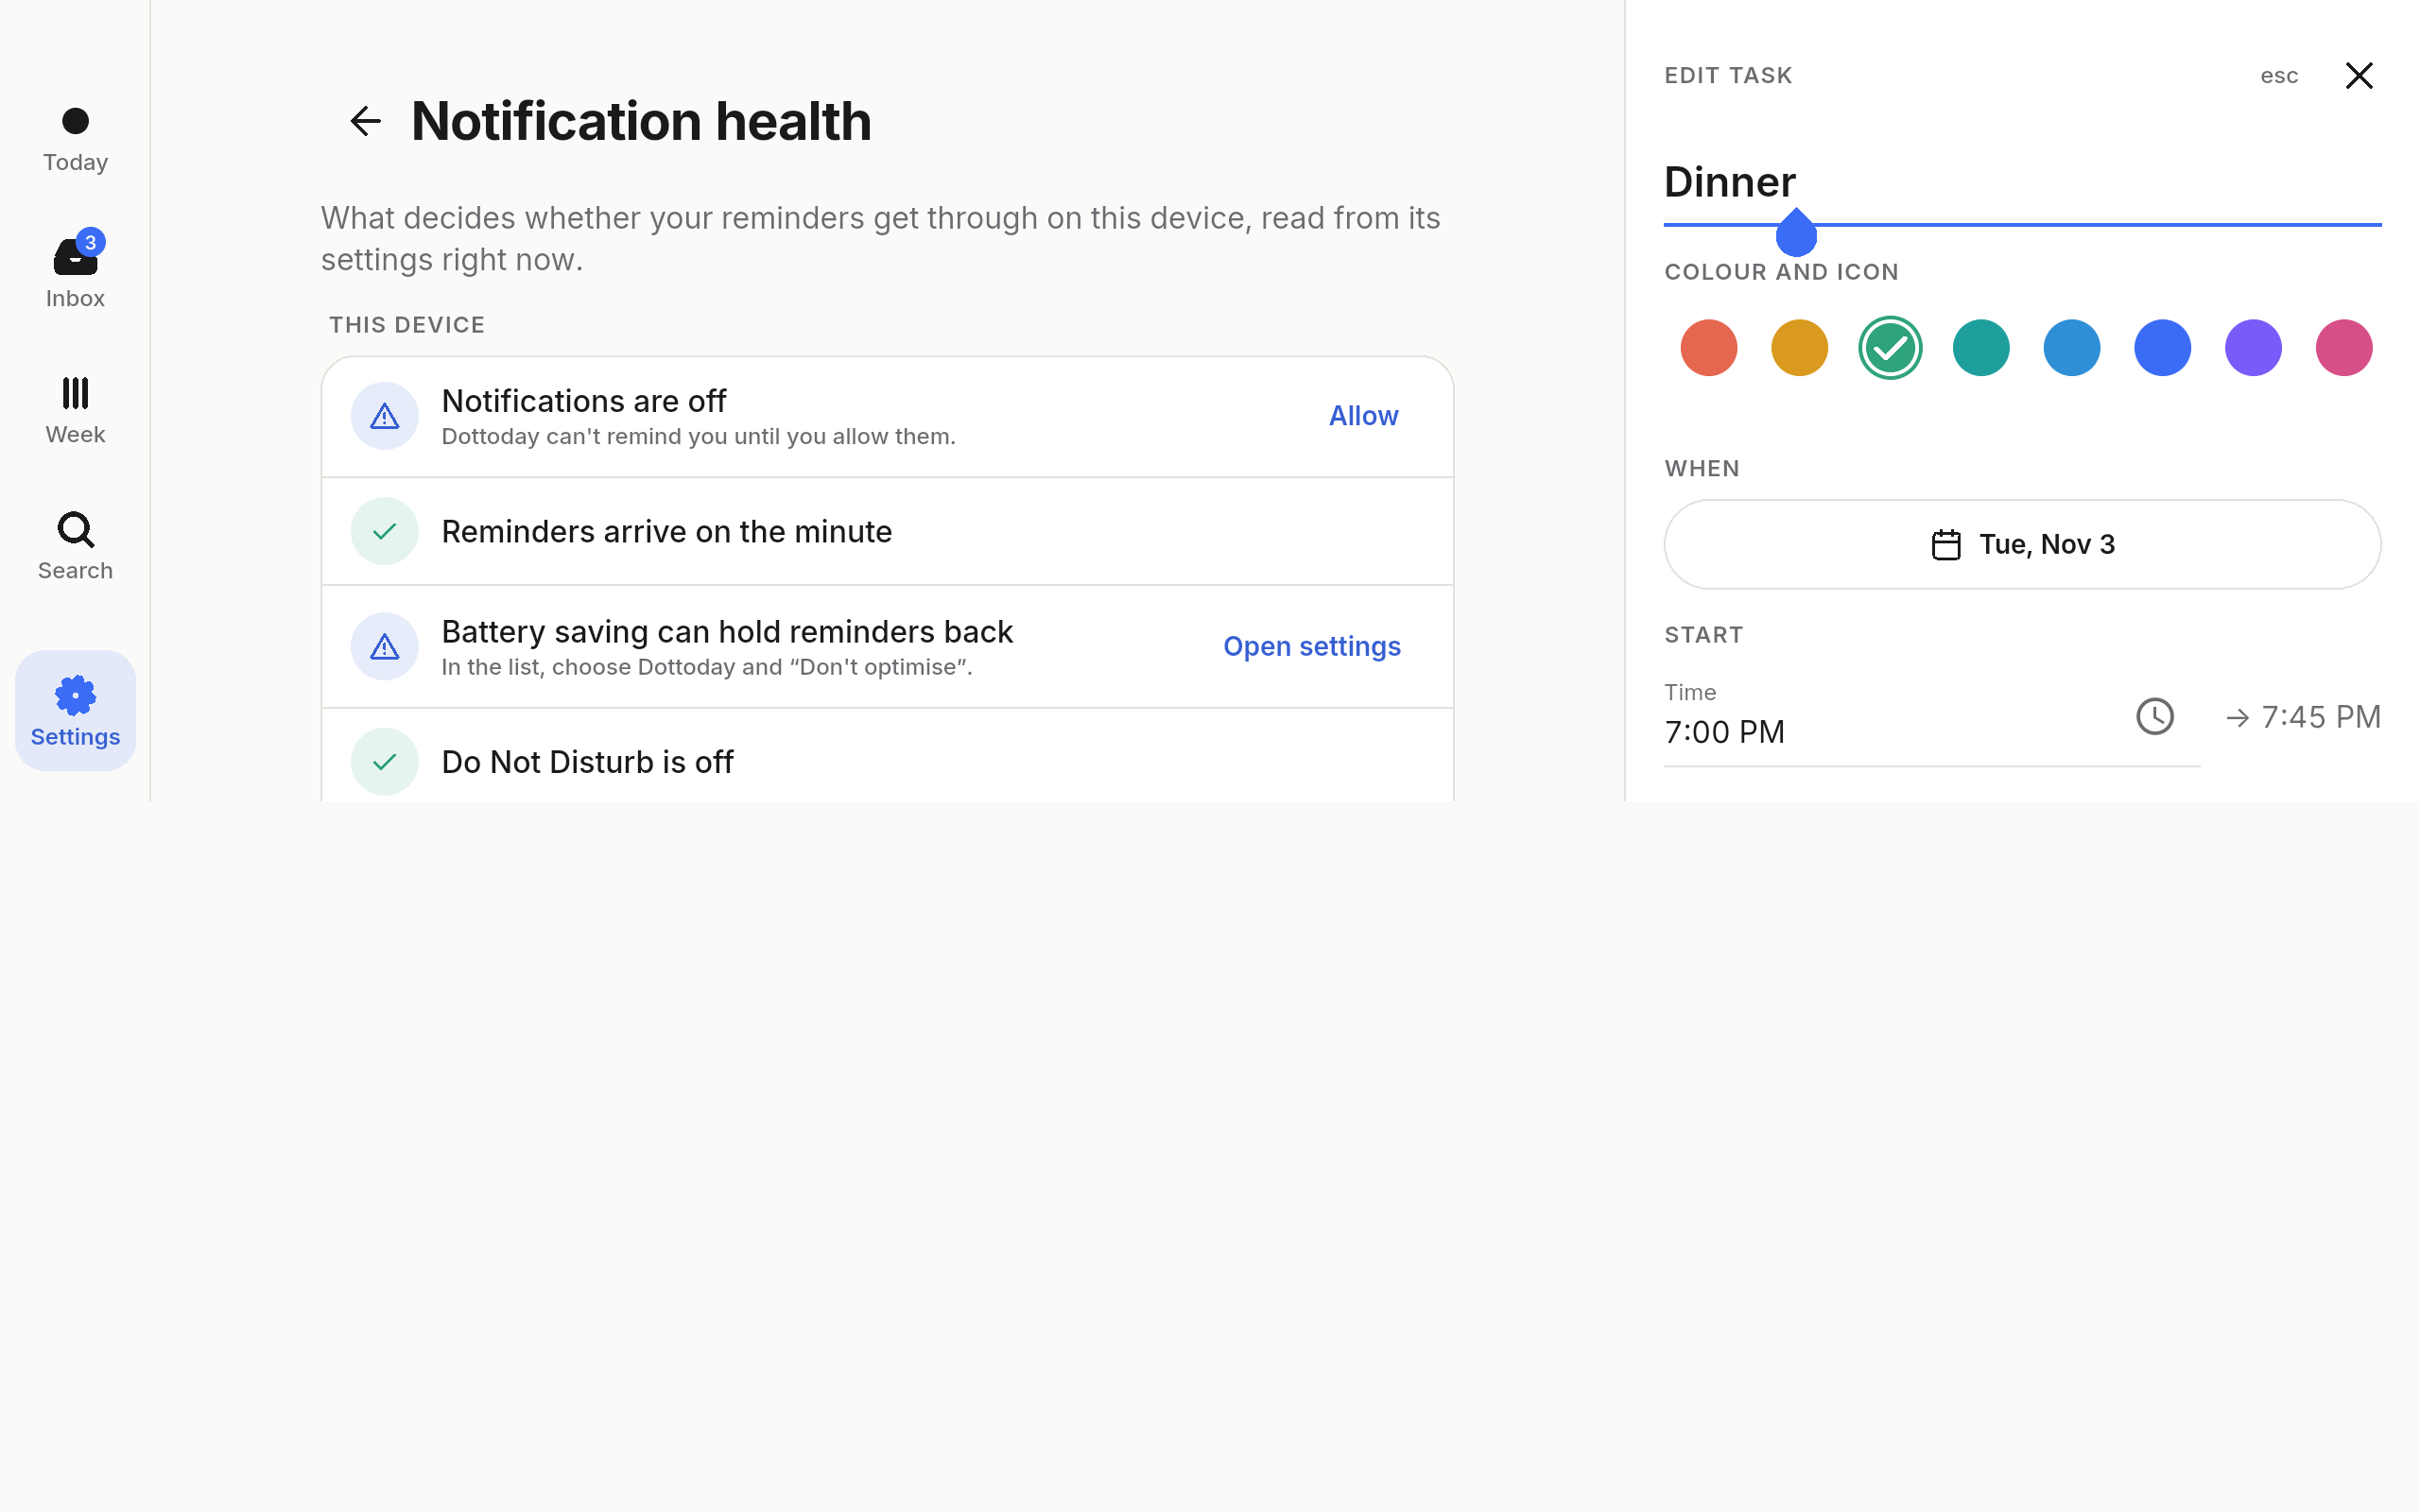 Today
3
Inbox
Week
Search
Settings
Notification health
What decides whether your reminders get through on this device, read from its
settings right now.
THIS DEVICE
Notifications are off
Dottoday can't remind you until you allow them.
Allow
Reminders arrive on the minute
Battery saving can hold reminders back
In the list, choose Dottoday and “Don't optimise”.
Open settings
Do Not Disturb is off
EDIT TASK
esc
Dinner
COLOUR AND ICON
WHEN
Tue, Nov 3
START
Time
7:00 PM
→ 7:45 PM